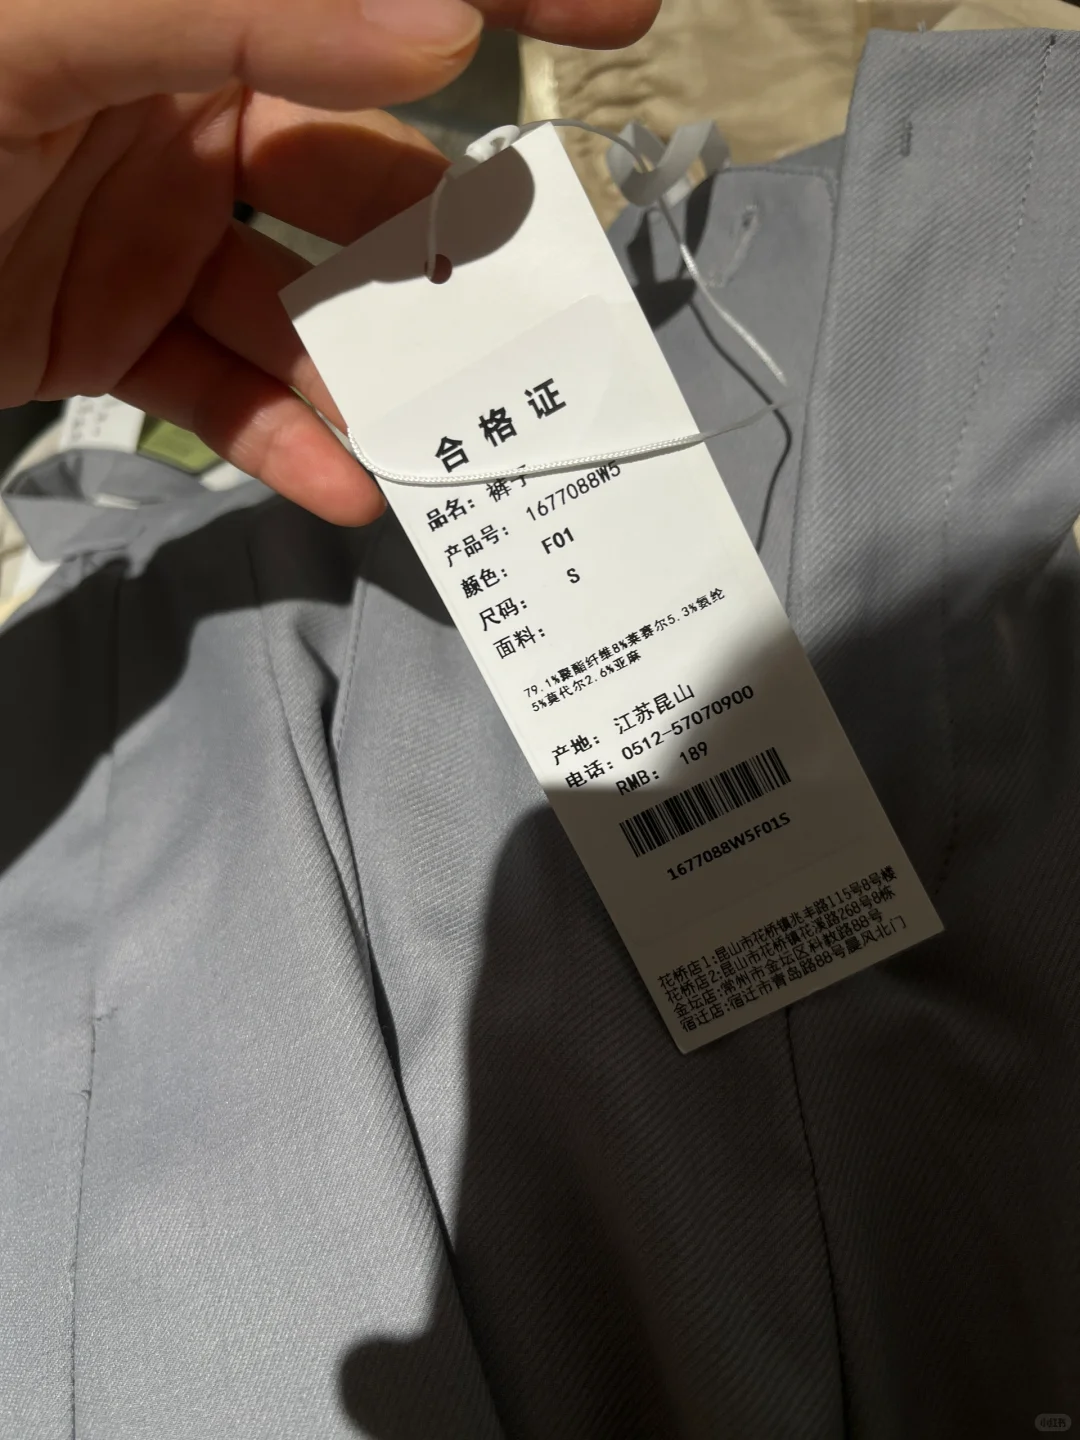 合格证
品名：裤子
产品号：1677088W5
颜色：F01
尺码：S
面料：
79.1%聚酯纤维8%莱赛尔5.3%氨纶
5%莫代尔2.6%亚麻
产地：江苏昆山
电话：0512-57070900
RMB：189
1677088W5F01S
花桥店1:昆山市花桥镇兆丰路115号8号楼
花桥店2:昆山市花桥镇花溪路268号8栋
金坛店:常州市金坛区科教路88号
宿迁店:宿迁市青岛路88号晨风北门
小红书